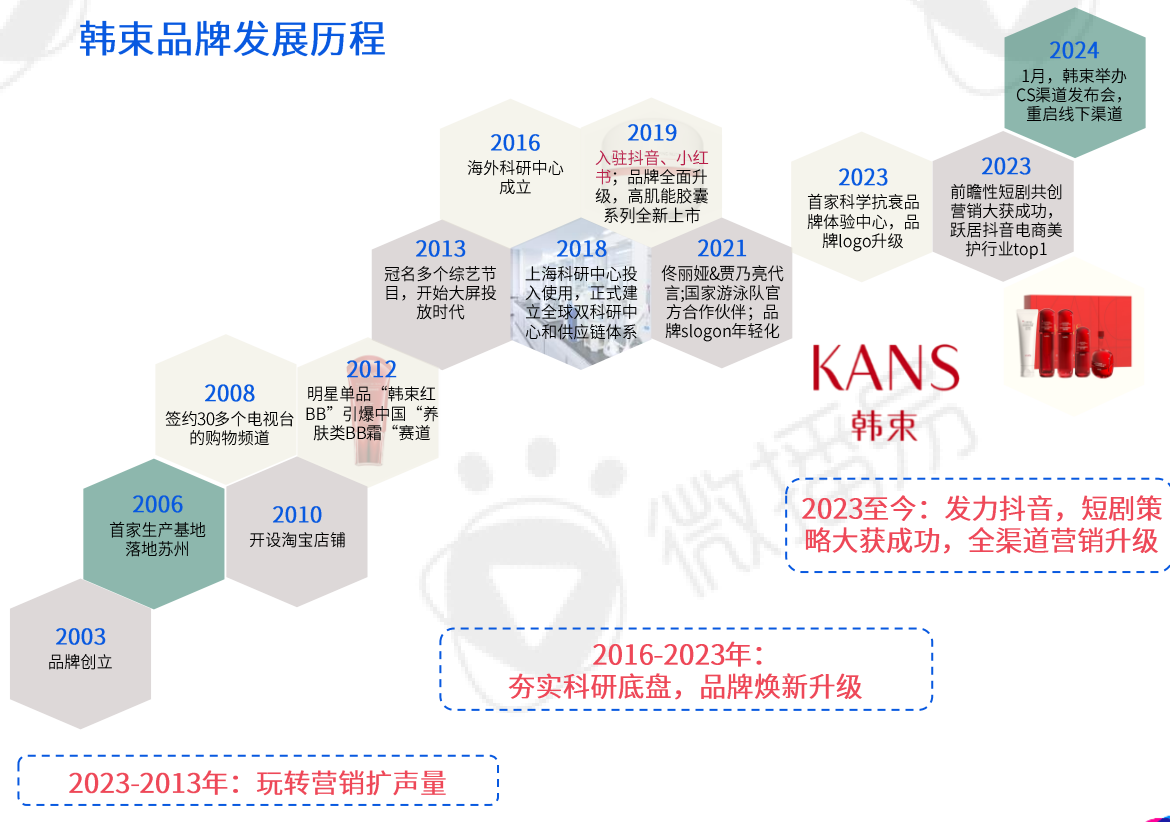 韩束品牌发展历程
2003
品牌创立
2006
首家生产基地
落地苏州
2008
签约30多个电视台
的购物频道
2010
开设淘宝店铺
2012
明星单品“韩束红
BB”引爆中国“养
肤类BB霜“赛道
2013
冠名多个综艺节
目，开始大屏投
放时代
2016
海外科研中心
成立
2018
上海科研中心投
入使用，正式建
立全球双科研中
心和供应链体系
2019
入驻抖音、小红
书；品牌全面升
级，高肌能胶囊
系列全新上市
2021
佟丽娅&贾乃亮代
言;国家游泳队官
方合作伙伴；品
牌slogon年轻化
2023
首家科学抗衰品
牌体验中心，品
牌logo升级
2023
前瞻性短剧共创
营销大获成功，
跃居抖音电商美
护行业top1
2024
1月，韩束举办
CS渠道发布会，
重启线下渠道
KANS
韩束
2023至今：发力抖音，短剧策
略大获成功，全渠道营销升级
2016-2023年：
夯实科研底盘，品牌焕新升级
2023-2013年：玩转营销扩声量
微播易